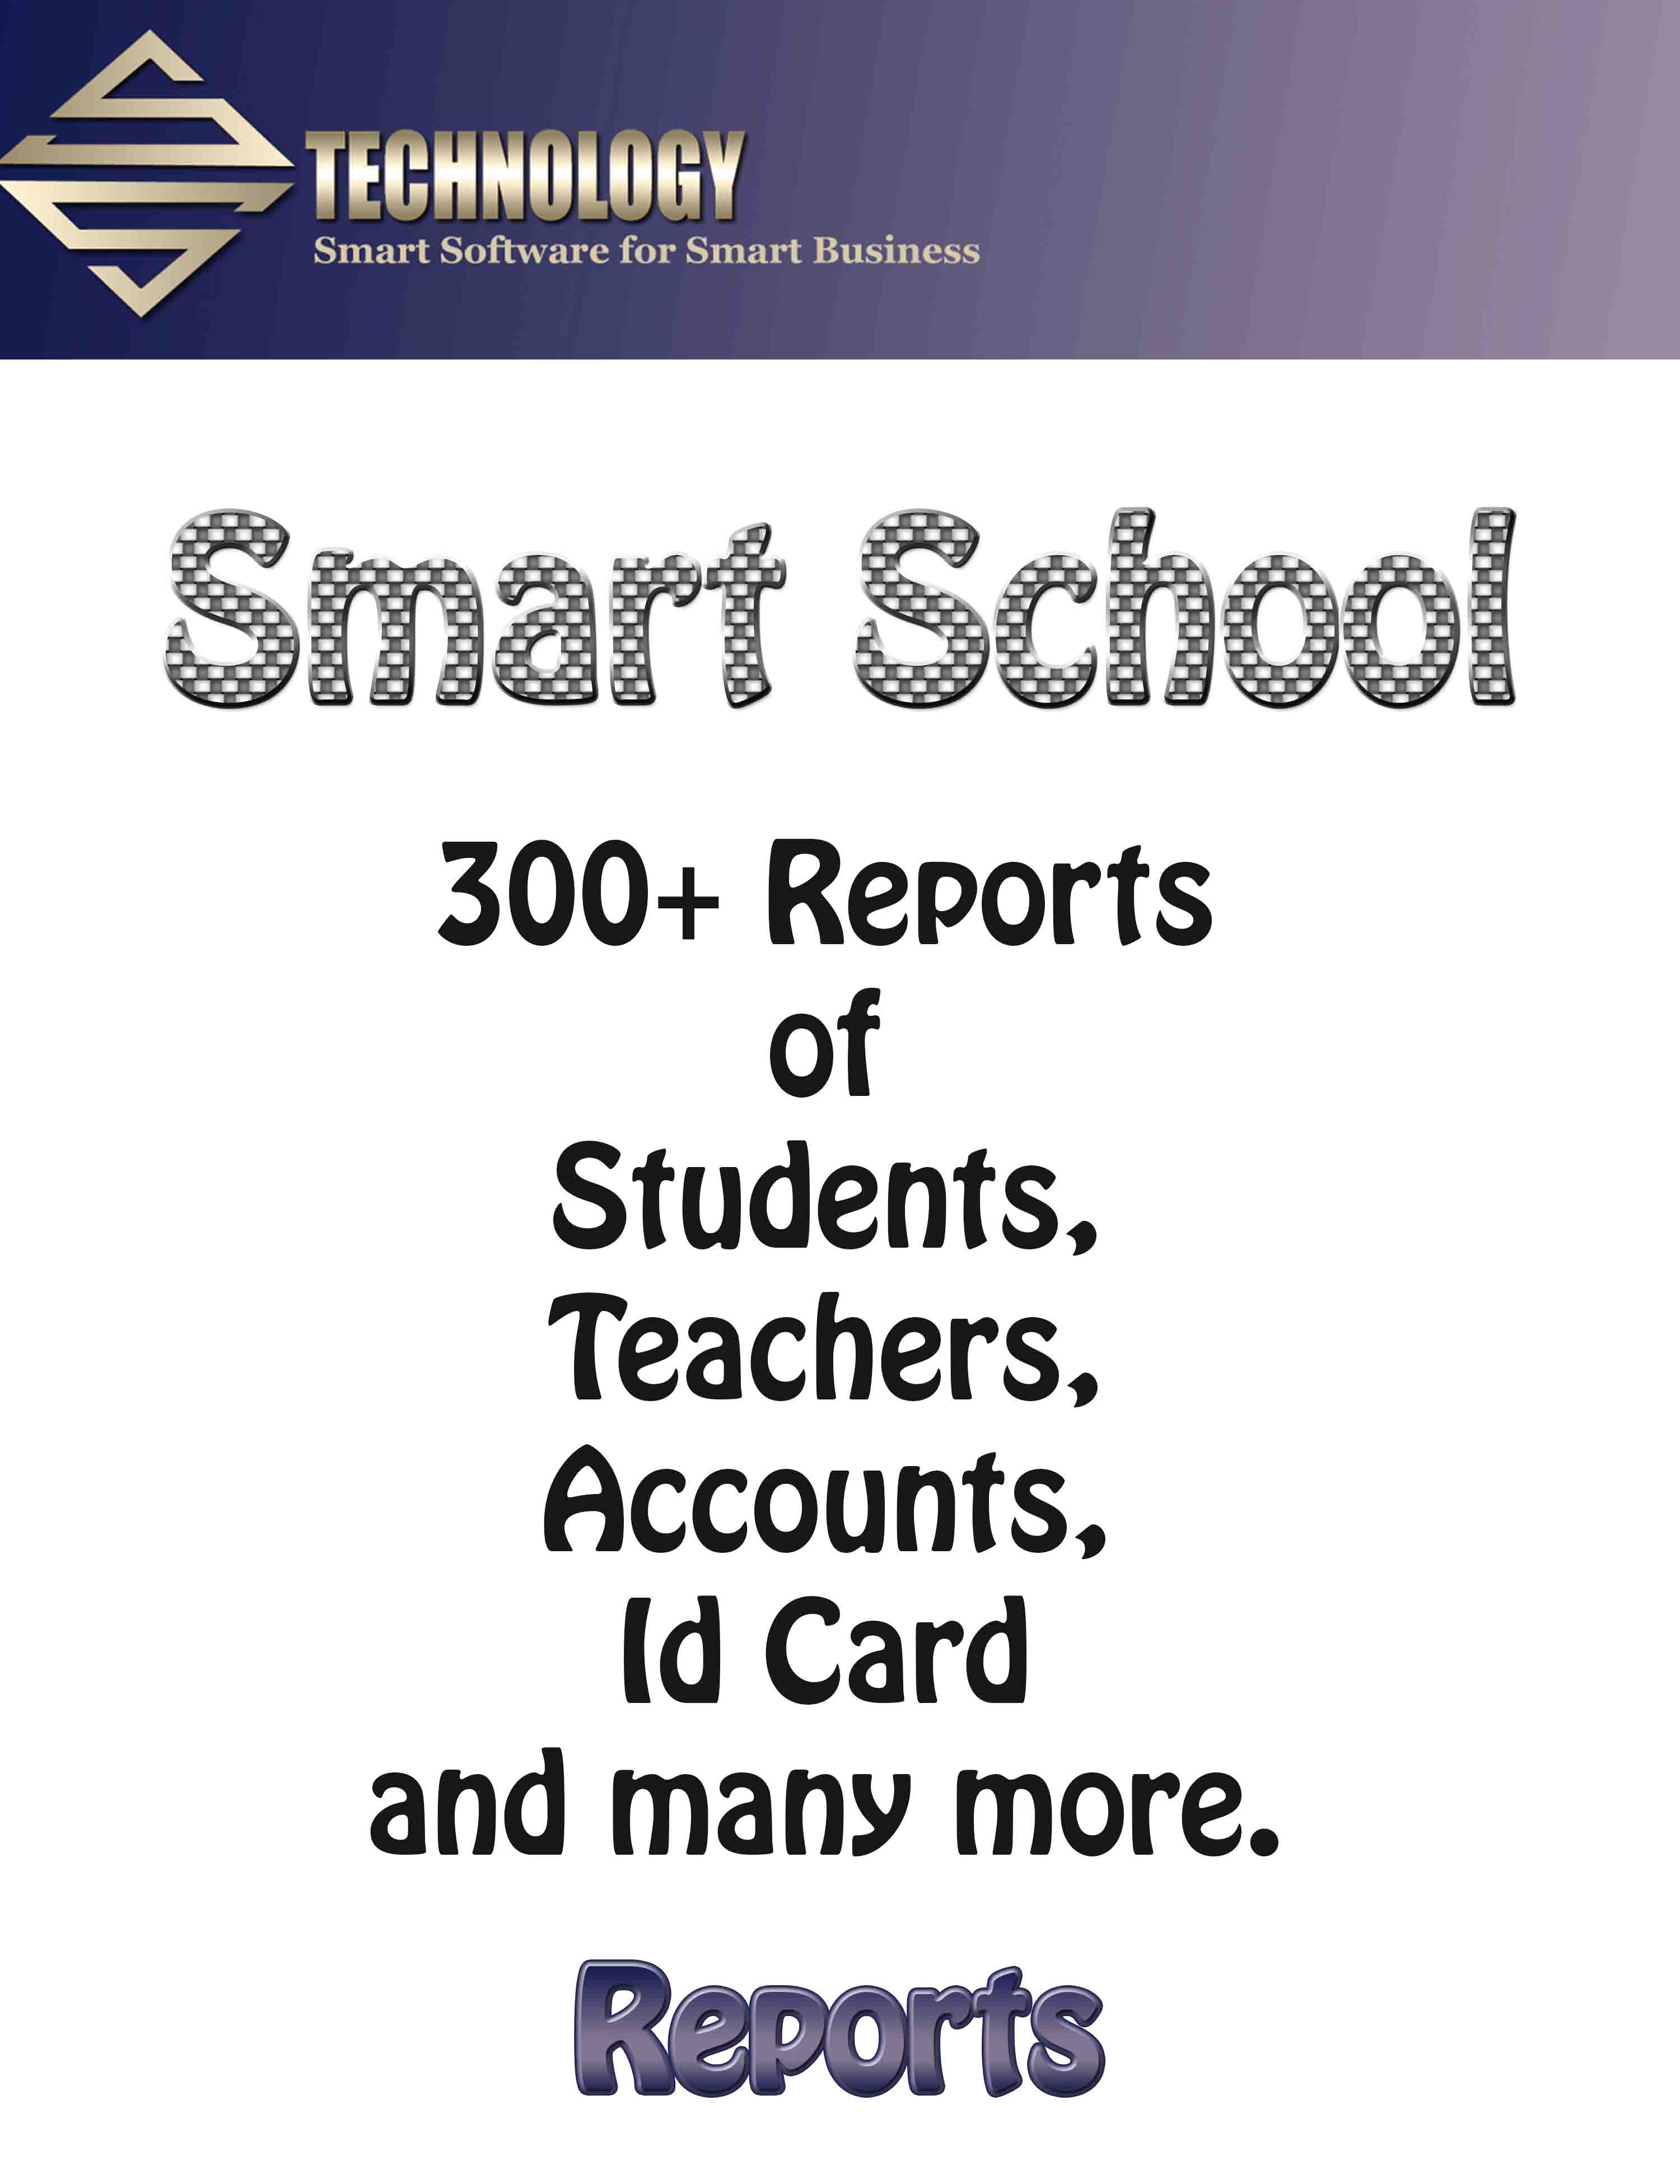 TECHNOLOGY
Smart Software for Smart Business
Smart School
300+ Reports
of
Students,
Teachers,
Accounts,
Id Card
and many more.
Reports